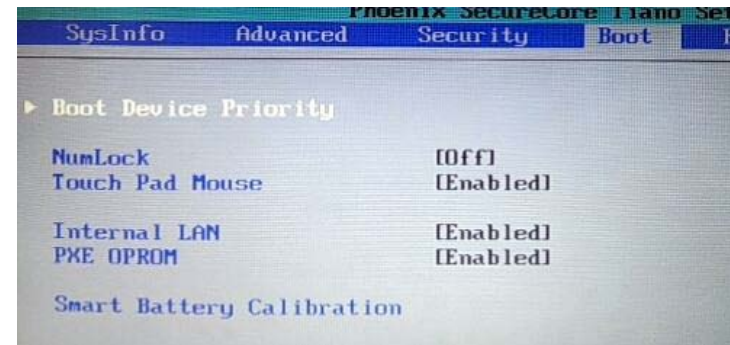 Phoenix SecureCore Tiano
SysInfo Advanced Security Boot
Boot Device Priority
NumLock [Off]
Touch Pad Mouse [Enabled]
Internal LAN [Enabled]
PXE OPROM [Enabled]
Smart Battery Calibration